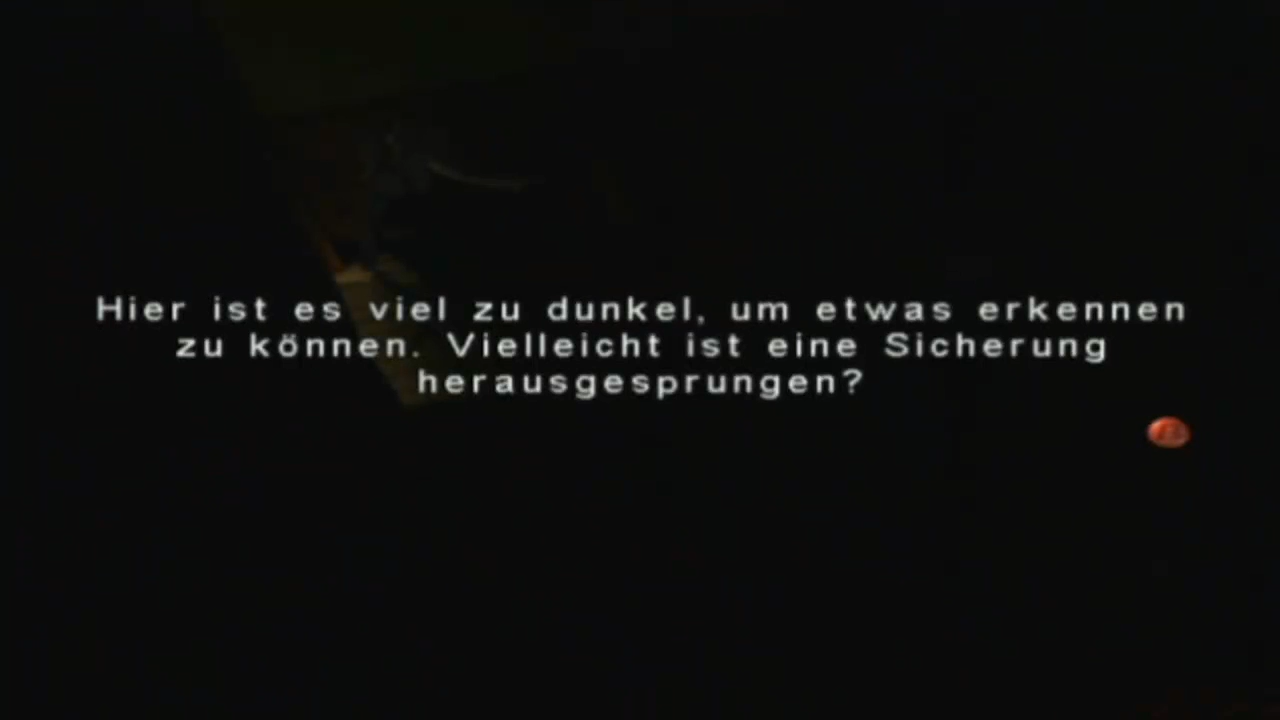 Hier ist es viel zu dunkel, um etwas erkennen
zu können. Vielleicht ist eine Sicherung
herausgesprungen?